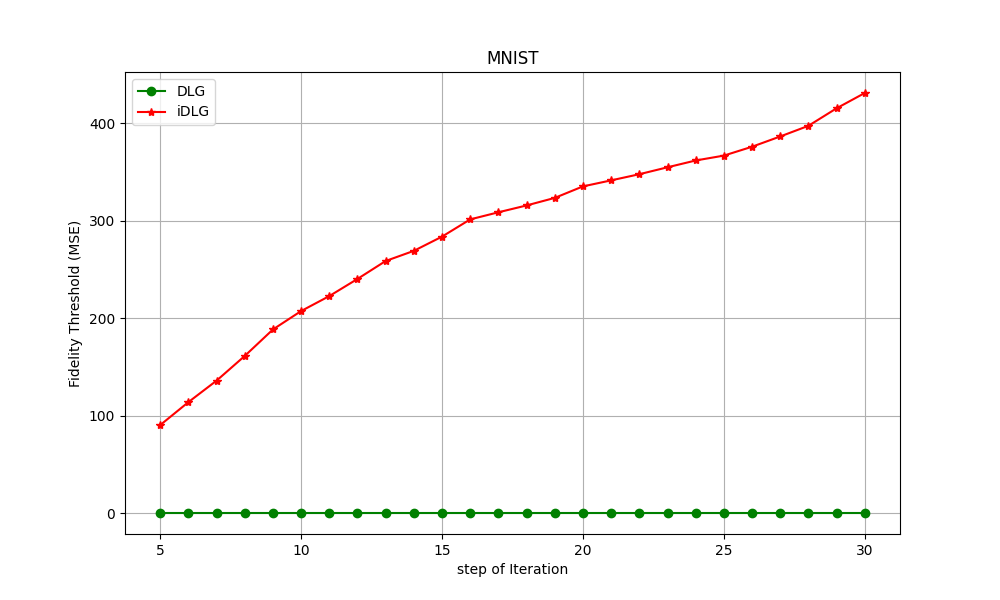 MNIST
DLG
iDLG
Fidelity Threshold (MSE)
400
300
200
100
0
5 10 15 20 25 30
step of Iteration